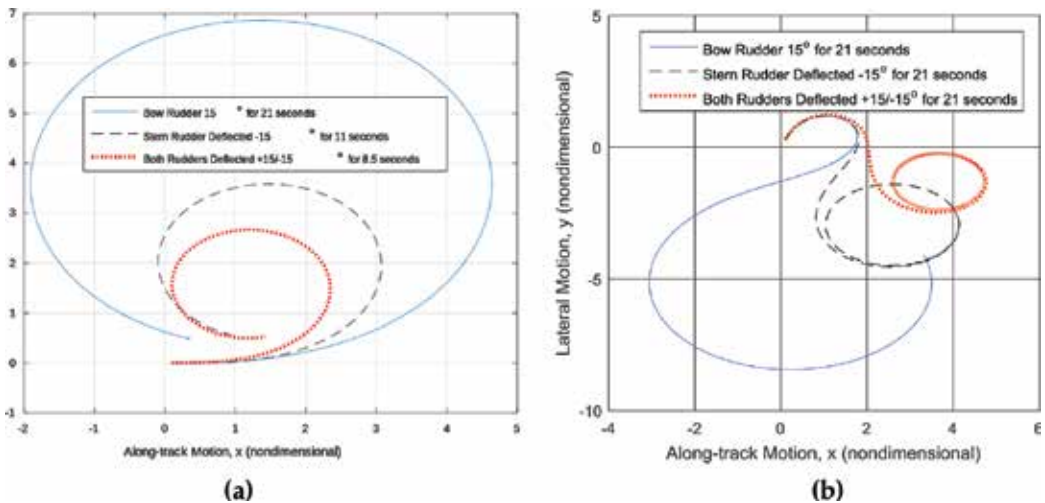 7
6
5
4
3
2
1
0
-1
-2
-1
0
1
2
3
4
5
Bow Rudder 15 ° for 21 seconds
Stern Rudder Deflected -15 ° for 11 seconds
Both Rudders Deflected +15/-15 ° for 8.5 seconds
Along-track Motion, x (nondimensional)
(a)
5
0
-5
-10
-4
-2
0
2
4
6
Bow Rudder 15° for 21 seconds
Stern Rudder Deflected -15° for 21 seconds
Both Rudders Deflected +15/-15° for 21 seconds
Lateral Motion, y (nondimensional)
Along-track Motion, x (nondimensional)
(b)